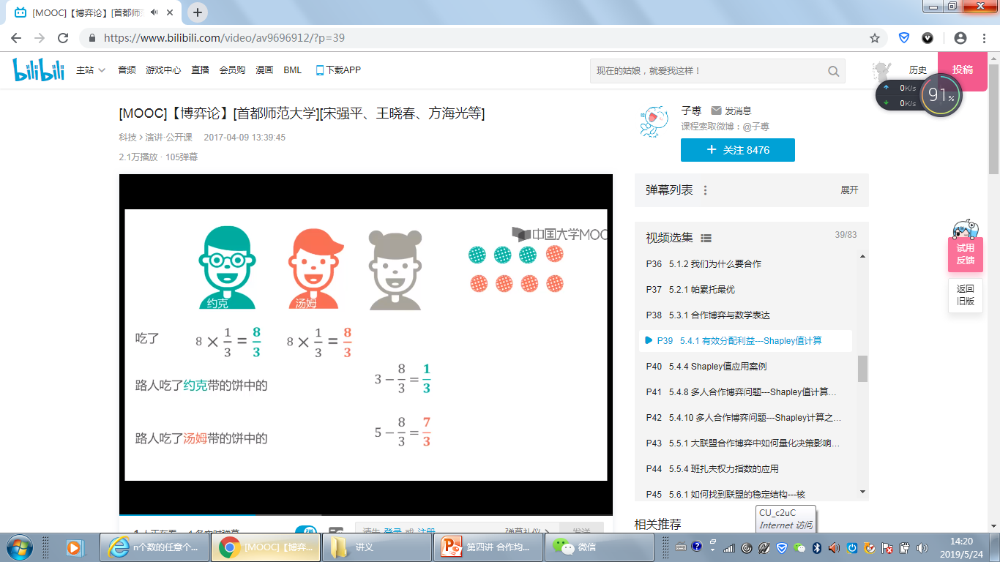 [MOOC]【博弈论】[首都师范
https://www.bilibili.com/video/av9696912/?p=39
bilibili 主站 音频 游戏中心 直播 会员购 漫画 BML 下载APP
现在的姑娘，就爱我这样！
历史
投稿
0K/s
0K/s
91%
[MOOC]【博弈论】[首都师范大学][宋强平、王晓春、方海光等]
科技 > 演讲·公开课 2017-04-09 13:39:45
2.1万播放 · 105弹幕
子尊 发消息
课程索取微博：@子尊
+ 关注 8476
弹幕列表
展开
中国大学MOO
约克
汤姆
吃了 8 × 1/3 = 8/3 8 × 1/3 = 8/3
路人吃了约克带的饼中的 3 − 8/3 = 1/3
路人吃了汤姆带的饼中的 5 − 8/3 = 7/3
视频选集
39/83
P36 5.1.2 我们为什么要合作
P37 5.2.1 帕累托最优
P38 5.3.1 合作博弈与数学表达
P39 5.4.1 有效分配利益---Shapley值计算
P40 5.4.4 Shapley值应用案例
P41 5.4.8 多人合作博弈问题---Shapley值计算…
P42 5.4.10 多人合作博弈问题---Shapley计算之…
P43 5.5.1 大联盟合作博弈中如何量化决策影响…
P44 5.5.4 班扎夫权力指数的应用
P45 5.6.1 如何找到联盟的稳定结构---核
试用
反馈
返回
旧版
相关推荐
请先 登录 或 注册
弹幕礼仪 >
发送
CU_c2uC
Internet 访问
n个数的任意个...
[MOOC]【博弈...
讲义
第四讲 合作均...
微信
14:20
2019/5/24